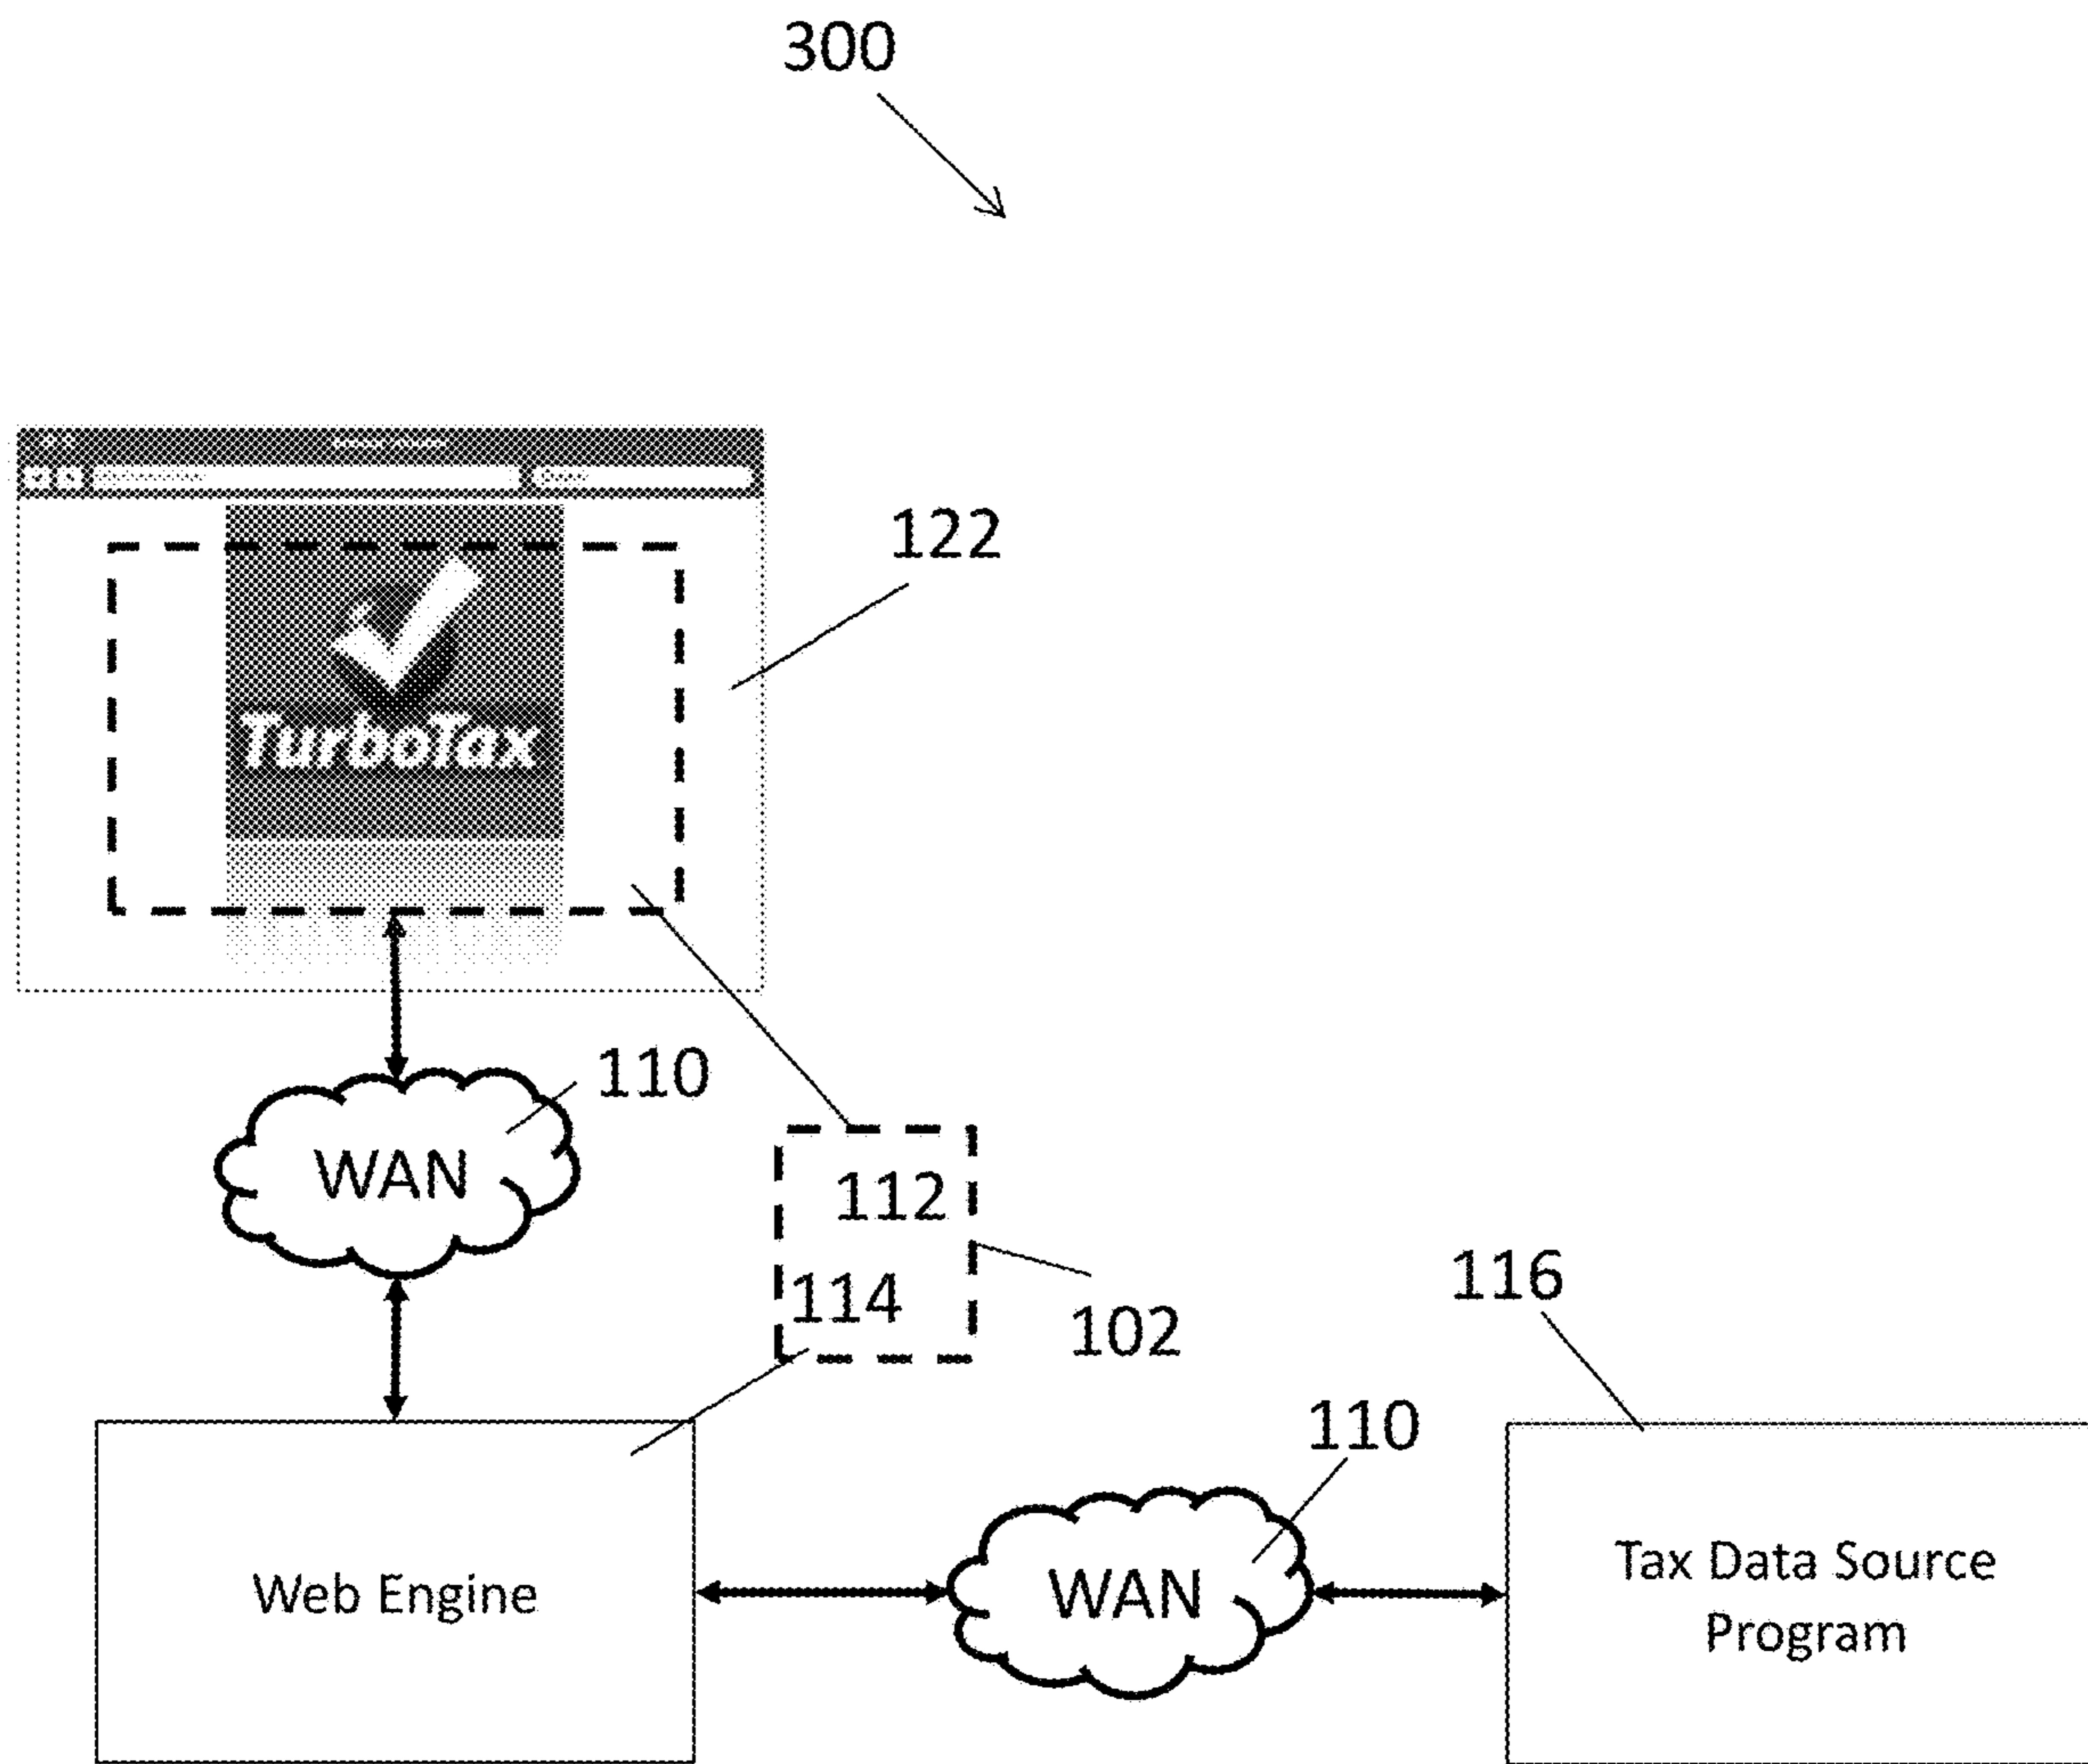 300
122
TurboTax
110
WAN
112
114
102
116
110
Web Engine
WAN
Tax Data Source
Program